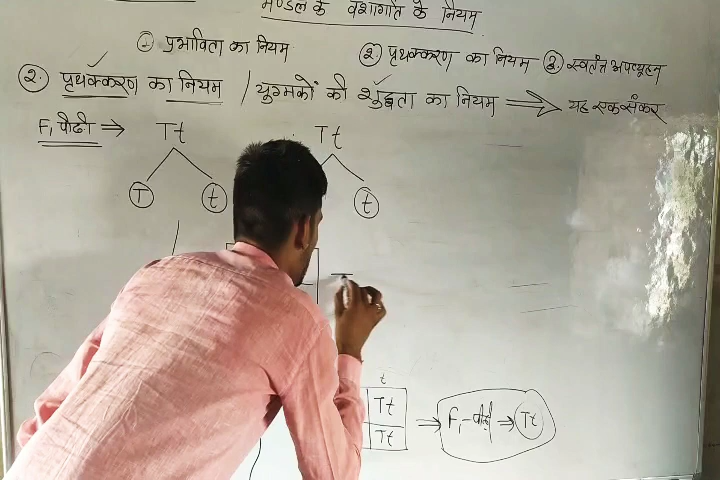 मेण्डल के वंशागति के नियम
① प्रभाविता का नियम ② पृथक्करण का नियम ③ स्वतंत्र अपव्यूहन
② पृथक्करण का नियम / युग्मकों की शुद्धता का नियम ⇒ यह एकसंकर
F₁ पीढी ⇒ Tt Tt
T t t
t
Tt ⇒ F₁-पीढी ⇒ Tt
Tt